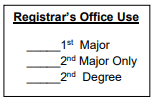 Registrar's Office Use
_____1st Major
_____2nd Major Only
_____2nd Degree